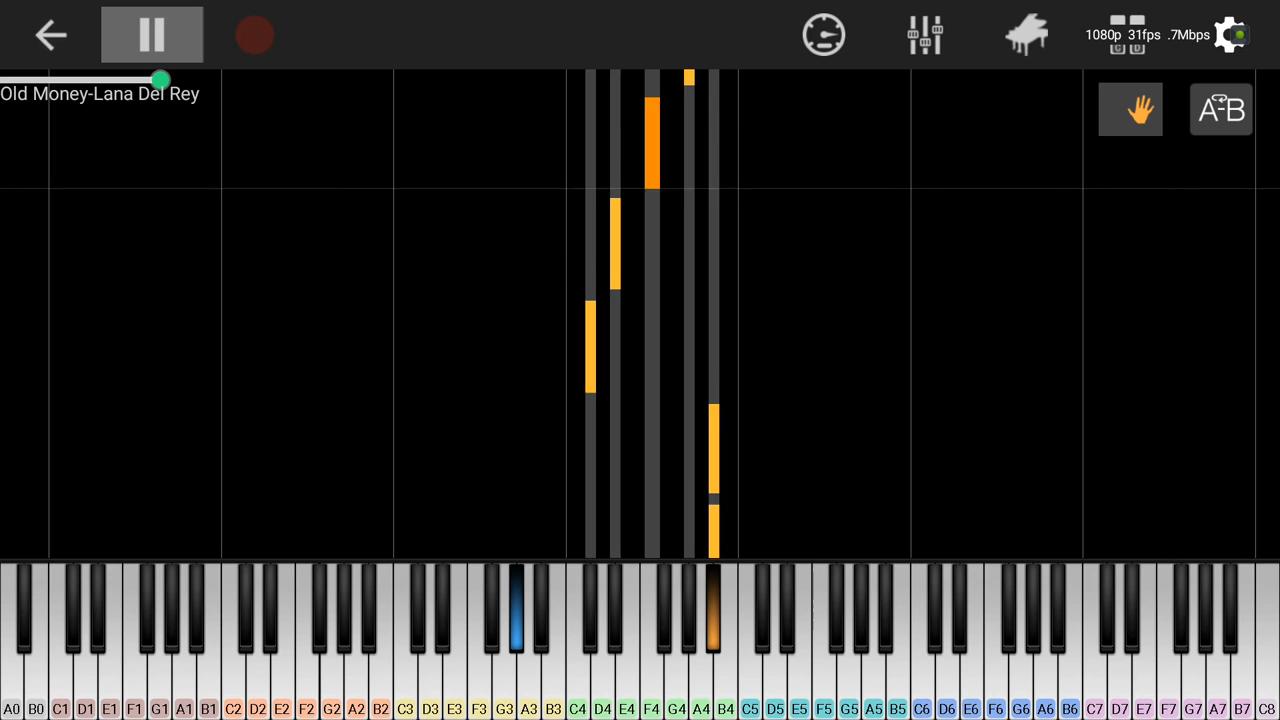 1080p 31fps .7Mbps
C D
Old Money-Lana Del Rey
A-B
A0 B0 C1 D1 E1 F1 G1 A1 B1 C2 D2 E2 F2 G2 A2 B2 C3 D3 E3 F3 G3 A3 B3 C4 D4 E4 F4 G4 A4 B4 C5 D5 E5 F5 G5 A5 B5 C6 D6 E6 F6 G6 A6 B6 C7 D7 E7 F7 G7 A7 B7 C8